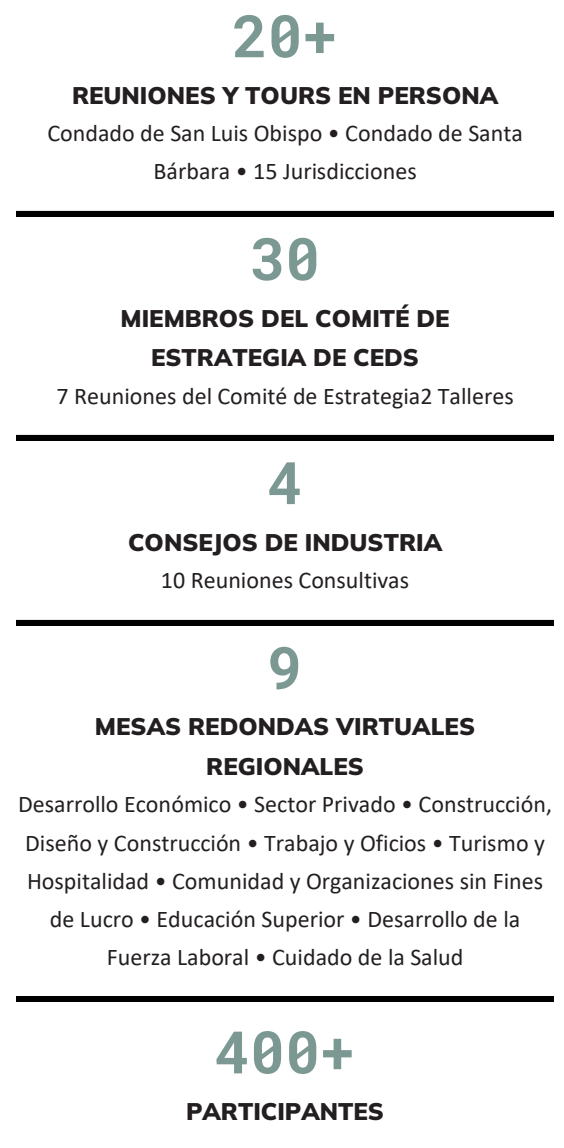 20+
REUNIONES Y TOURS EN PERSONA
Condado de San Luis Obispo • Condado de Santa
Bárbara • 15 Jurisdicciones
30
MIEMBROS DEL COMITÉ DE
ESTRATEGIA DE CEDS
7 Reuniones del Comité de Estrategia2 Talleres
4
CONSEJOS DE INDUSTRIA
10 Reuniones Consultivas
9
MESAS REDONDAS VIRTUALES
REGIONALES
Desarrollo Económico • Sector Privado • Construcción,
Diseño y Construcción • Trabajo y Oficios • Turismo y
Hospitalidad • Comunidad y Organizaciones sin Fines
de Lucro • Educación Superior • Desarrollo de la
Fuerza Laboral • Cuidado de la Salud
400+
PARTICIPANTES